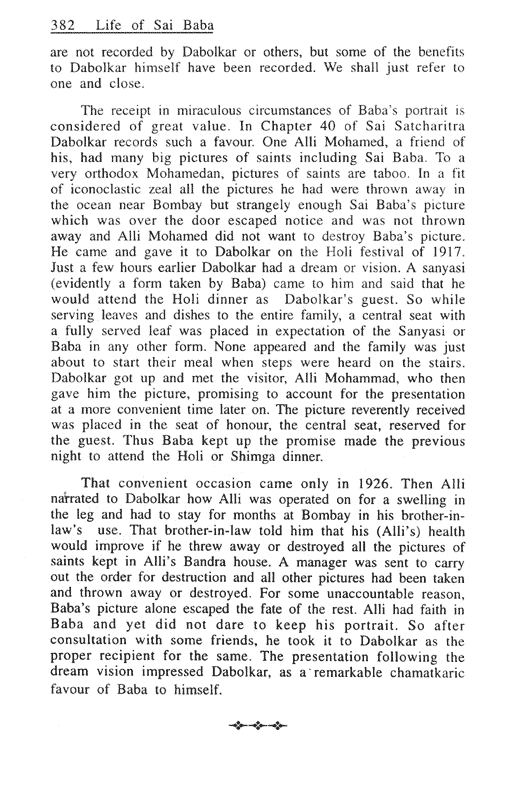 382 Life of Sai Baba
are not recorded by Dabolkar or others, but some of the benefits
to Dabolkar himself have been recorded. We shall just refer to
one and close.
The receipt in miraculous circumstances of Baba's portrait is
considered of great value. In Chapter 40 of Sai Satcharitra
Dabolkar records such a favour. One Alli Mohamed, a friend of
his, had many big pictures of saints including Sai Baba. To a
very orthodox Mohamedan, pictures of saints are taboo. In a fit
of iconoclastic zeal all the pictures he had were thrown away in
the ocean near Bombay but strangely enough Sai Baba's picture
which was over the door escaped notice and was not thrown
away and Alli Mohamed did not want to destroy Baba's picture.
He came and gave it to Dabolkar on the Holi festival of 1917.
Just a few hours earlier Dabolkar had a dream or vision. A sanyasi
(evidently a form taken by Baba) came to him and said that he
would attend the Holi dinner as Dabolkar's guest. So while
serving leaves and dishes to the entire family, a central seat with
a fully served leaf was placed in expectation of the Sanyasi or
Baba in any other form. None appeared and the family was just
about to start their meal when steps were heard on the stairs.
Dabolkar got up and met the visitor, Alli Mohammad, who then
gave him the picture, promising to account for the presentation
at a more convenient time later on. The picture reverently received
was placed in the seat of honour, the central seat, reserved for
the guest. Thus Baba kept up the promise made the previous
night to attend the Holi or Shimga dinner.
That convenient occasion came only in 1926. Then Alli
narrated to Dabolkar how Alli was operated on for a swelling in
the leg and had to stay for months at Bombay in his brother-in-
law's use. That brother-in-law told him that his (Alli's) health
would improve if he threw away or destroyed all the pictures of
saints kept in Alli's Bandra house. A manager was sent to carry
out the order for destruction and all other pictures had been taken
and thrown away or destroyed. For some unaccountable reason,
Baba's picture alone escaped the fate of the rest. Alli had faith in
Baba and yet did not dare to keep his portrait. So after
consultation with some friends, he took it to Dabolkar as the
proper recipient for the same. The presentation following the
dream vision impressed Dabolkar, as a remarkable chamatkaric
favour of Baba to himself.